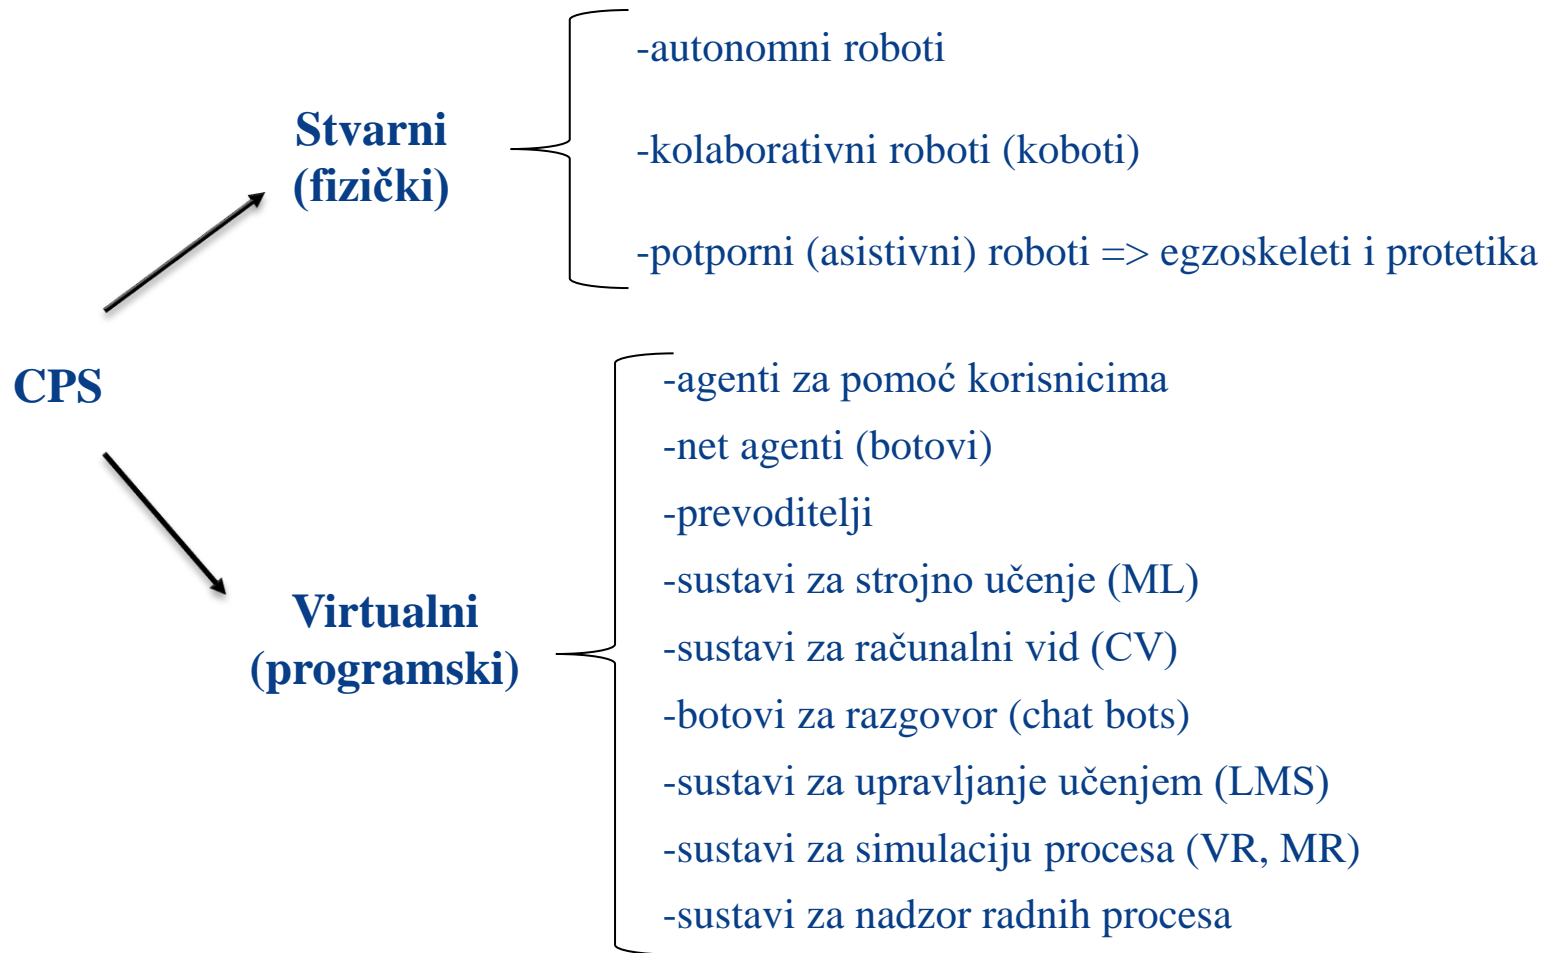 CPS
Stvarni
(fizički)
-autonomni roboti
-kolaborativni roboti (koboti)
-potporni (asistivni) roboti => egzoskeleti i protetika
Virtualni
(programski)
-agenti za pomoć korisnicima
-net agenti (botovi)
-prevoditelji
-sustavi za strojno učenje (ML)
-sustavi za računalni vid (CV)
-botovi za razgovor (chat bots)
-sustavi za upravljanje učenjem (LMS)
-sustavi za simulaciju procesa (VR, MR)
-sustavi za nadzor radnih procesa